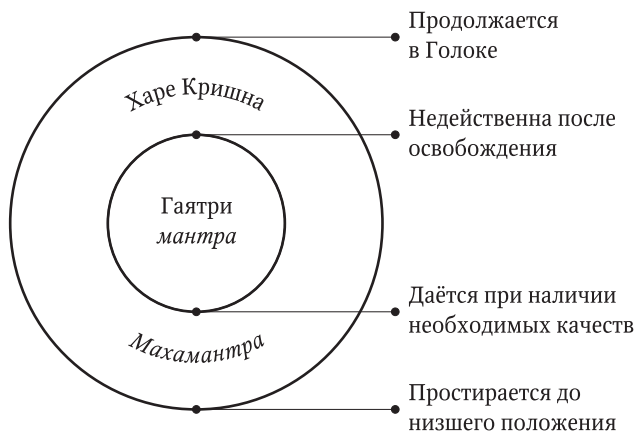 Продолжается
в Голоке
Харе Кришна
Недейственна после
освобождения
Гаятри
мантра
Даётся при наличии
необходимых качеств
Махамантра
Простирается до
низшего положения